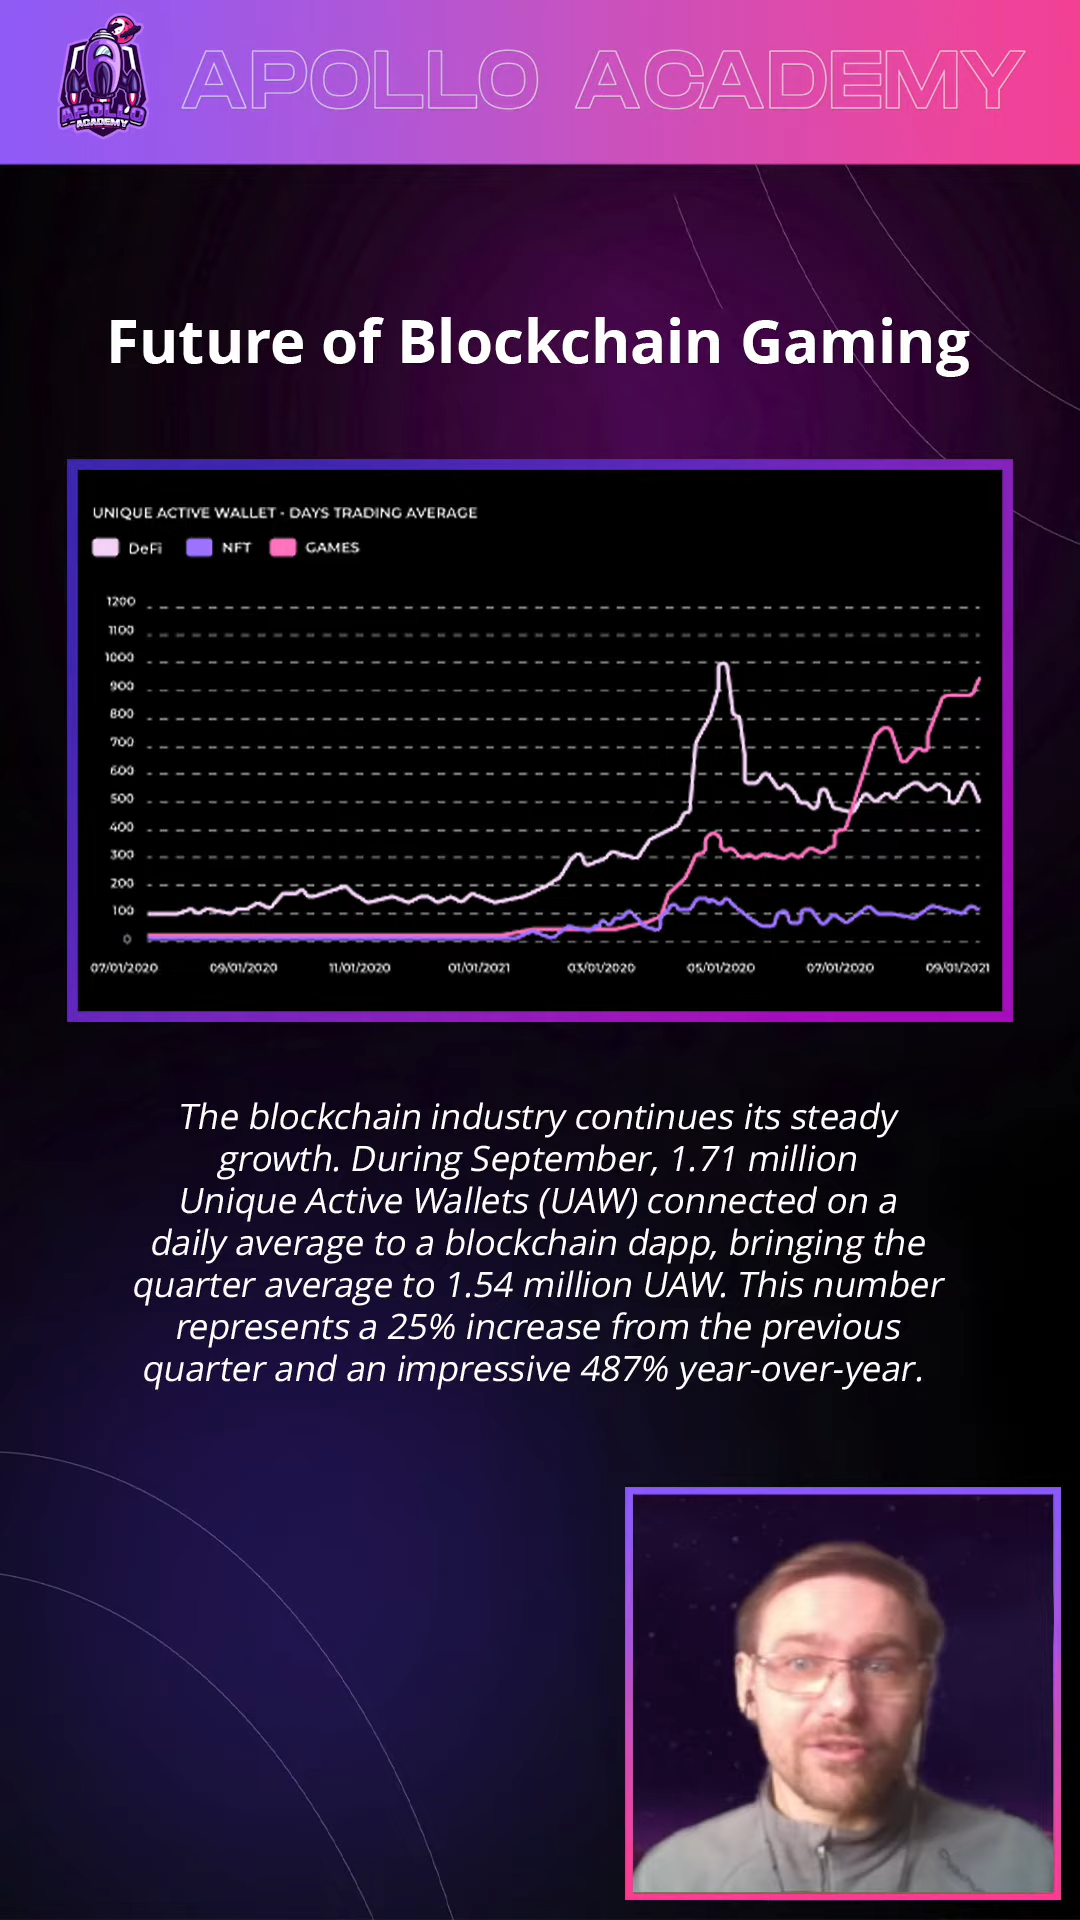 APOLLO
ACADEMY
APOLLO ACADEMY
Future of Blockchain Gaming
UNIQUE ACTIVE WALLET - DAYS TRADING AVERAGE
DeFi NFT GAMES
1200
1100
1000
900
800
700
600
500
400
300
200
100
0
07/01/2020 09/01/2020 11/01/2020 01/01/2021 03/01/2020 05/01/2020 07/01/2020 09/01/2021
The blockchain industry continues its steady
growth. During September, 1.71 million
Unique Active Wallets (UAW) connected on a
daily average to a blockchain dapp, bringing the
quarter average to 1.54 million UAW. This number
represents a 25% increase from the previous
quarter and an impressive 487% year-over-year.